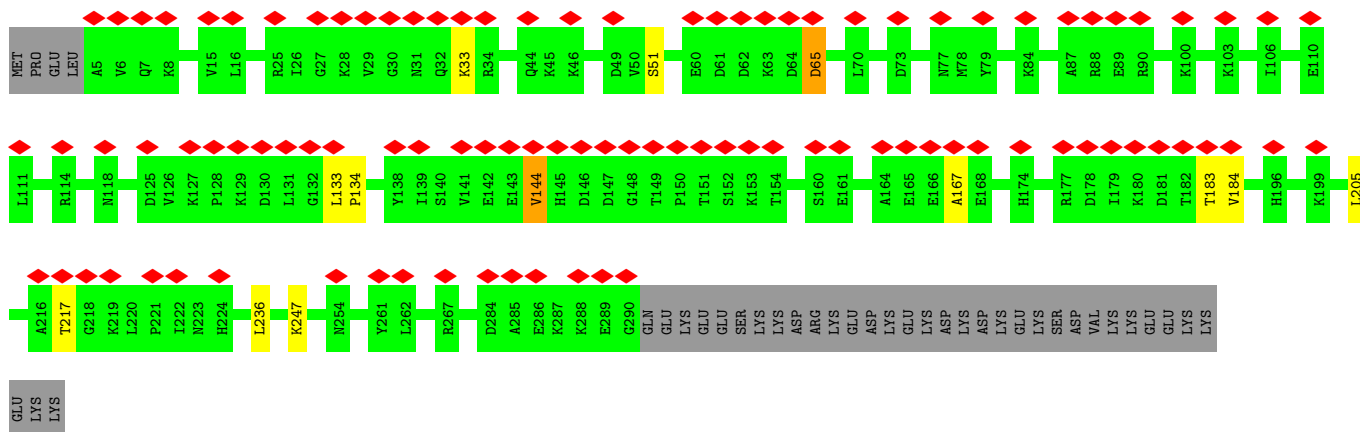 MET PRO GLU LEU A5 V6 Q7 K8 V15 L16 R25 I26 G27 K28 V29 G30 N31 Q32 K33 R34 Q44 K45 K46 D49 V50 S51 E60 D61 D62 K63 D64 D65 L70 D73 N77 M78 Y79 K84 A87 R88 E89 R90 K100 K103 I106 E110
L111 R114 N118 D125 V126 K127 P128 K129 D130 L131 G132 L133 P134 Y138 I139 S140 V141 E142 E143 V144 H145 D146 D147 G148 T149 P150 T151 S152 K153 T154 S160 E161 A164 E165 E166 A167 E168 H174 R177 D178 I179 K180 D181 T182 T183 V184 H196 K199 L205
A216 T217 G218 K219 L220 P221 I222 N223 H224 L236 K247 N254 Y261 L262 R267 D284 A285 E286 K287 K288 E289 G290 GLN GLU LYS GLU GLU SER LYS LYS ASP ARG LYS GLU ASP LYS GLU LYS ASP LYS ASP LYS GLU LYS SER ASP VAL LYS LYS GLU GLU LYS LYS
GLU LYS LYS